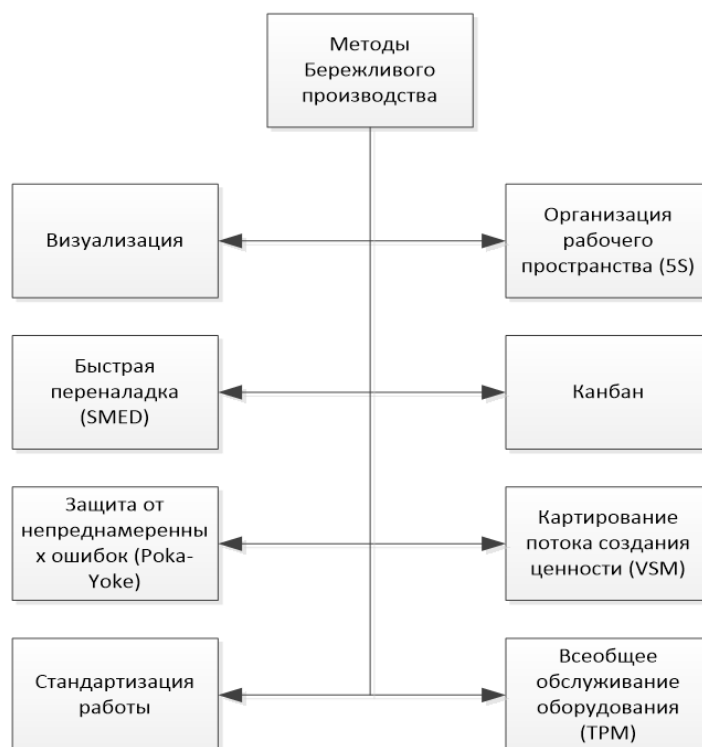 Методы
Бережливого
производства
Визуализация
Организация
рабочего
пространства (5S)
Быстрая
переналадка
(SMED)
Канбан
Защита от
непреднамеренны
х ошибок (Poka-
Yoke)
Картирование
потока создания
ценности (VSM)
Стандартизация
работы
Всеобщее
обслуживание
оборудования
(TPM)